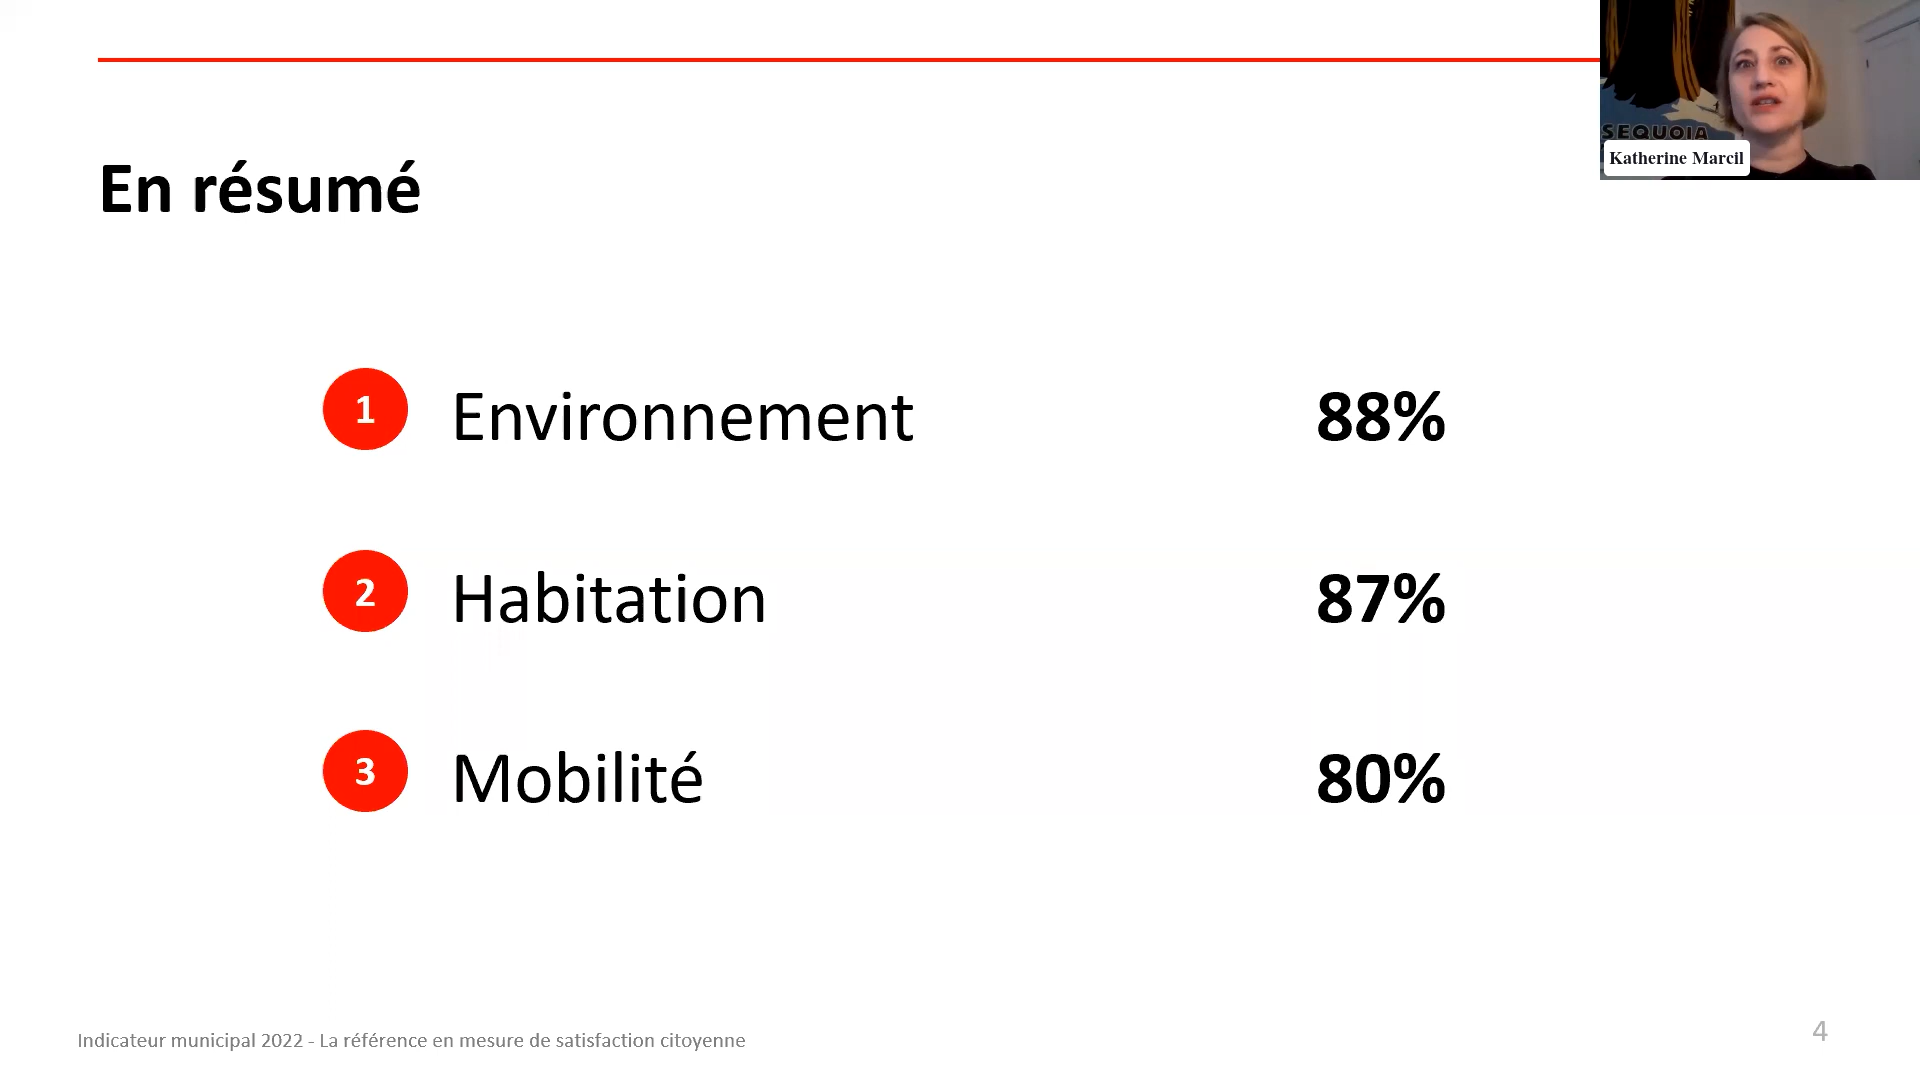 SEQUOIA
Katherine Marcil
En résumé
1 Environnement 88%
2 Habitation 87%
3 Mobilité 80%
Indicateur municipal 2022 - La référence en mesure de satisfaction citoyenne
4